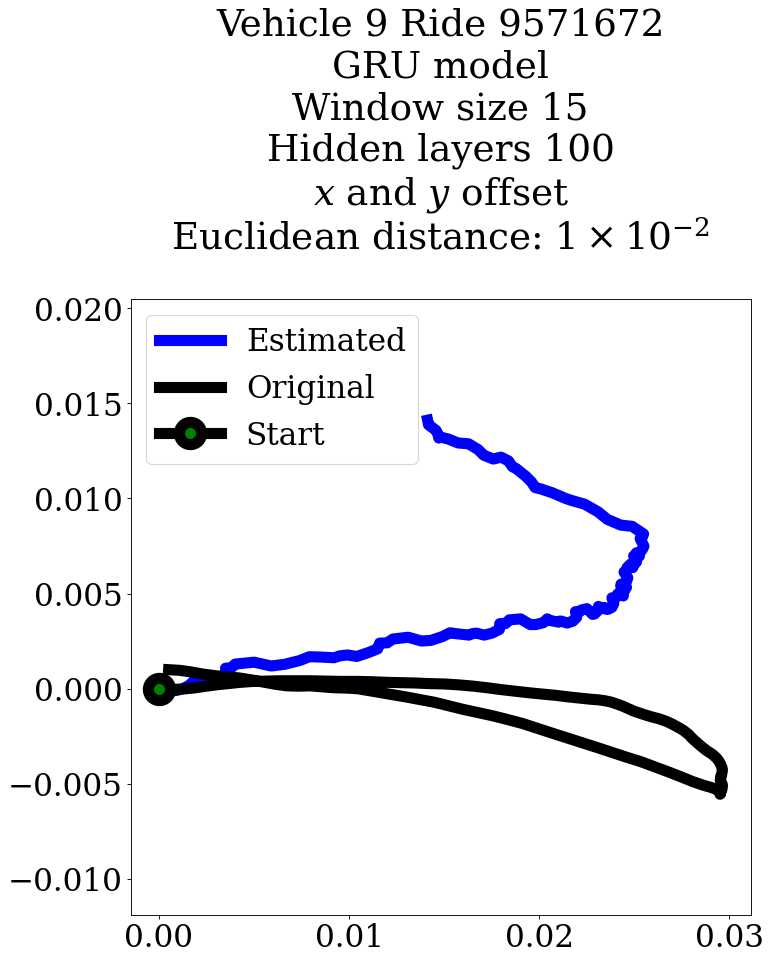 Vehicle 9 Ride 9571672
GRU model
Window size 15
Hidden layers 100
x and y offset
Euclidean distance: 1 × 10⁻²
0.020
0.015
0.010
0.005
0.000
−0.005
−0.010
Estimated
Original
Start
0.00 0.01 0.02 0.03